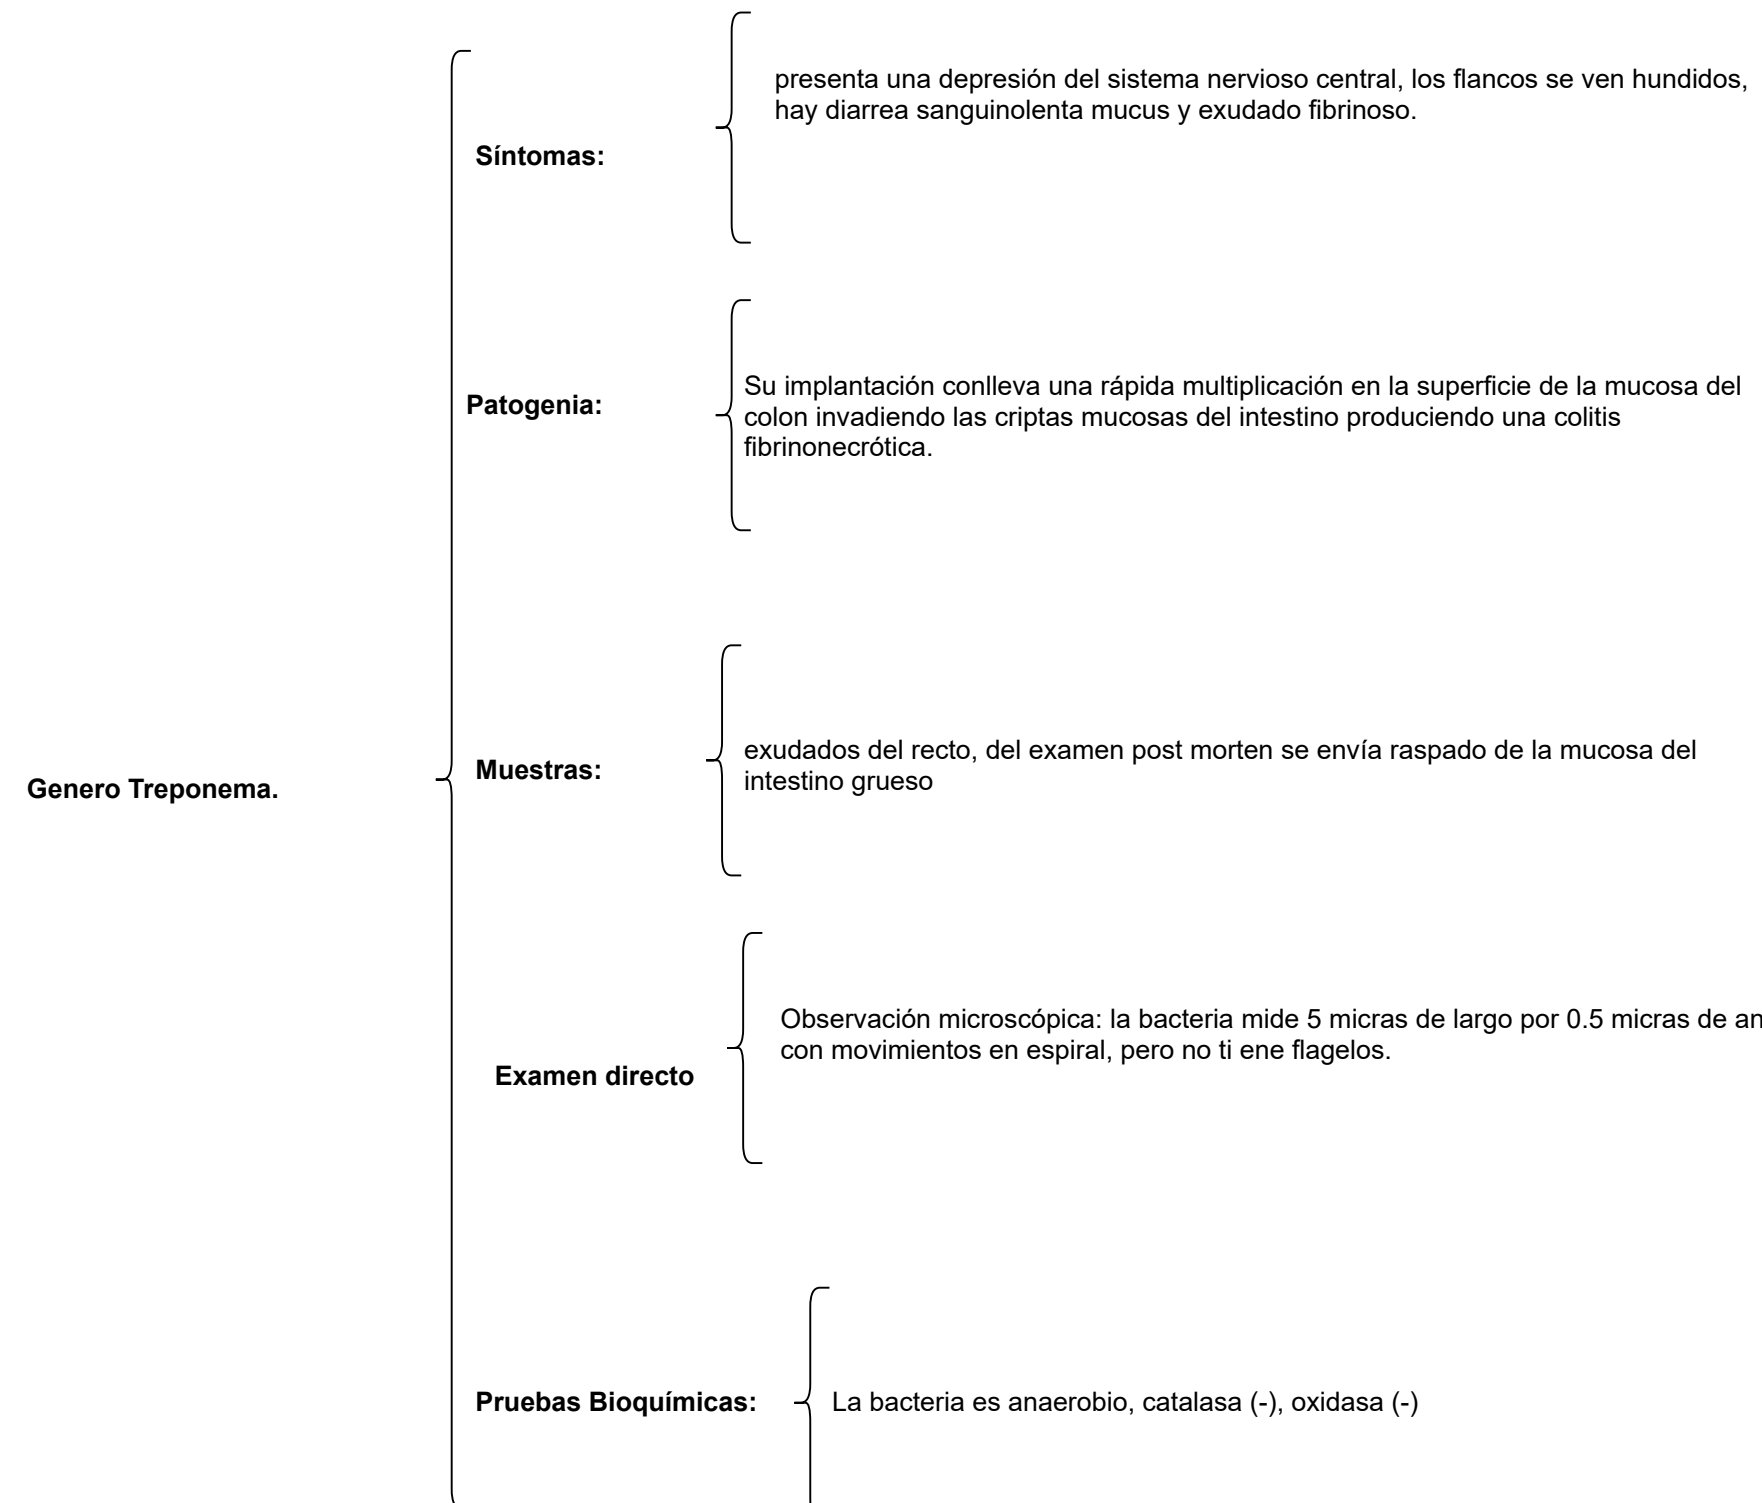 Genero Treponema.
Síntomas:
presenta una depresión del sistema nervioso central, los flancos se ven hundidos,
hay diarrea sanguinolenta mucus y exudado fibrinoso.
Patogenia:
Su implantación conlleva una rápida multiplicación en la superficie de la mucosa del
colon invadiendo las criptas mucosas del intestino produciendo una colitis
fibrinonecrótica.
Muestras:
exudados del recto, del examen post morten se envía raspado de la mucosa del
intestino grueso
Examen directo
Observación microscópica: la bacteria mide 5 micras de largo por 0.5 micras de
con movimientos en espiral, pero no ti ene flagelos.
Pruebas Bioquímicas:
La bacteria es anaerobio, catalasa (-), oxidasa (-)